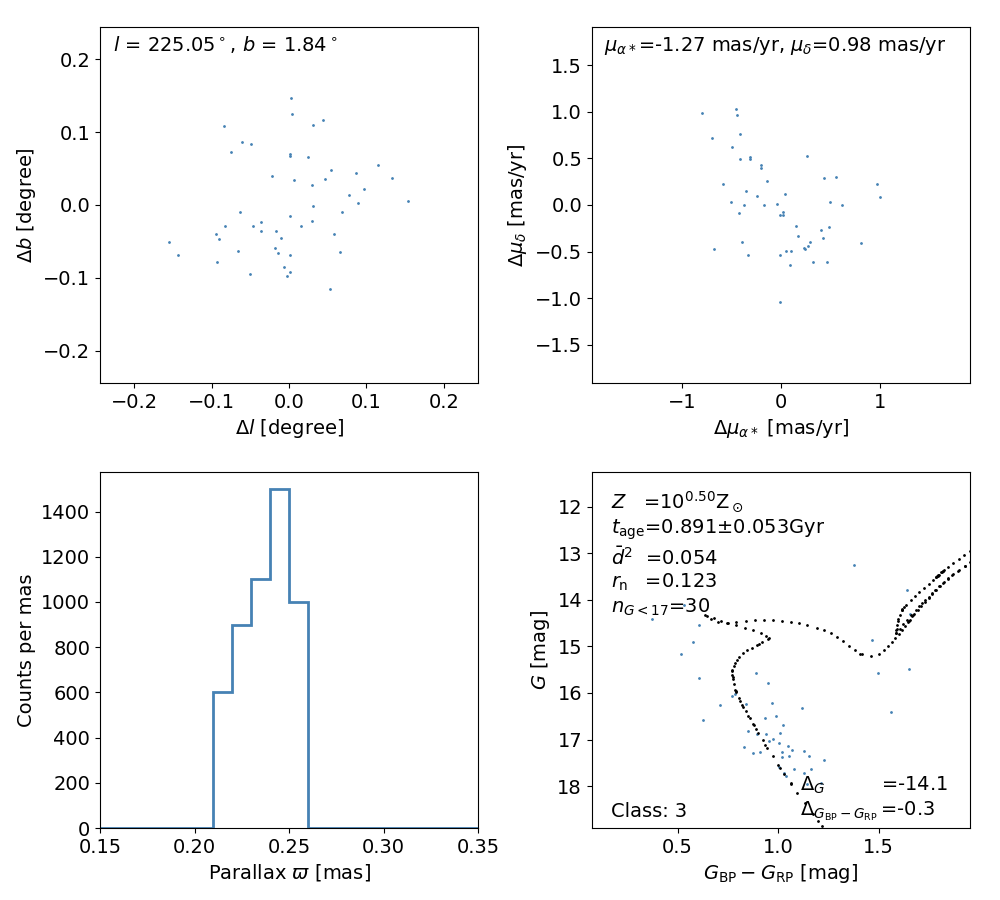 l = 225.05°, b = 1.84°
0.2
0.1
0.0
−0.1
−0.2
Δb [degree]
−0.2 −0.1 0.0 0.1 0.2
Δl [degree]
μα*=-1.27 mas/yr, μδ=0.98 mas/yr
1.5
1.0
0.5
0.0
−0.5
−1.0
−1.5
Δμδ [mas/yr]
−1 0 1
Δμα* [mas/yr]
1400
1200
1000
800
600
400
200
0
Counts per mas
0.15 0.20 0.25 0.30 0.35
Parallax ϖ [mas]
12
13
14
15
16
17
18
G [mag]
Z =10^0.50 Z⊙
t_age=0.891±0.053Gyr
d̄² =0.054
r_n =0.123
n_G<17=30
Δ_G =-14.1
Δ_GBP−GRP =-0.3
Class: 3
0.5 1.0 1.5
G_BP − G_RP [mag]